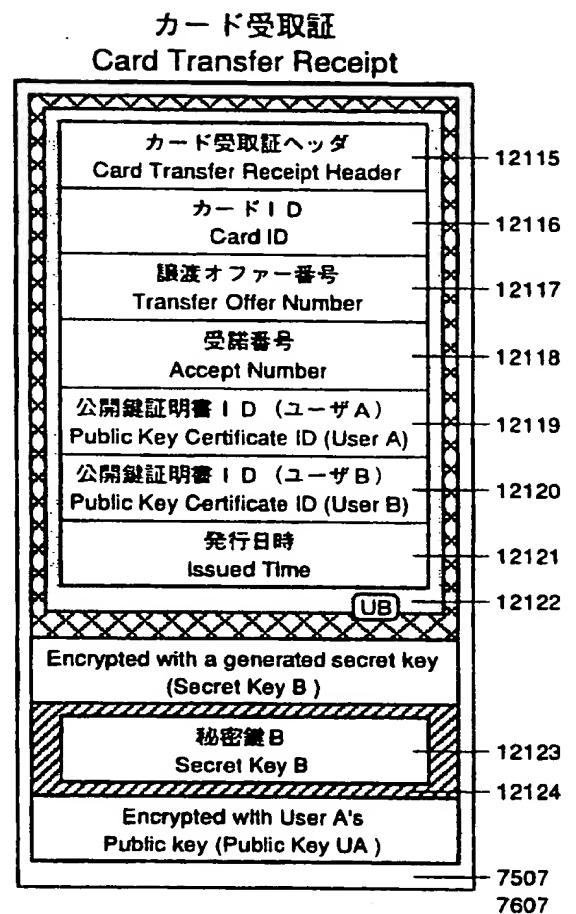 カード受取証
Card Transfer Receipt
カード受取証ヘッダ
Card Transfer Receipt Header
12115
カードID
Card ID
12116
譲渡オファー番号
Transfer Offer Number
12117
受諾番号
Accept Number
12118
公開鍵証明書ID（ユーザA）
Public Key Certificate ID (User A)
12119
公開鍵証明書ID（ユーザB）
Public Key Certificate ID (User B)
12120
発行日時
Issued Time
12121
UB
12122
Encrypted with a generated secret key
(Secret Key B )
秘密鍵B
Secret Key B
12123
12124
Encrypted with User A's
Public key (Public Key UA )
7507
7607